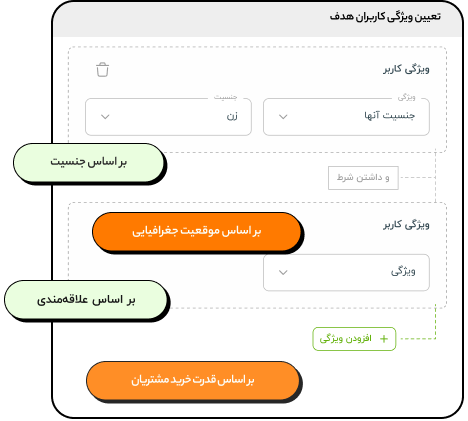 تعیین ویژگی کاربران هدف
ویژگی کاربر
ویژگی
جنسیت آنها
جنسیت
زن
بر اساس جنسیت
و داشتن شرط
ویژگی کاربر
بر اساس موقعیت جغرافیایی
ویژگی
بر اساس علاقه‌مندی
+ افزودن ویژگی
بر اساس قدرت خرید مشتریان